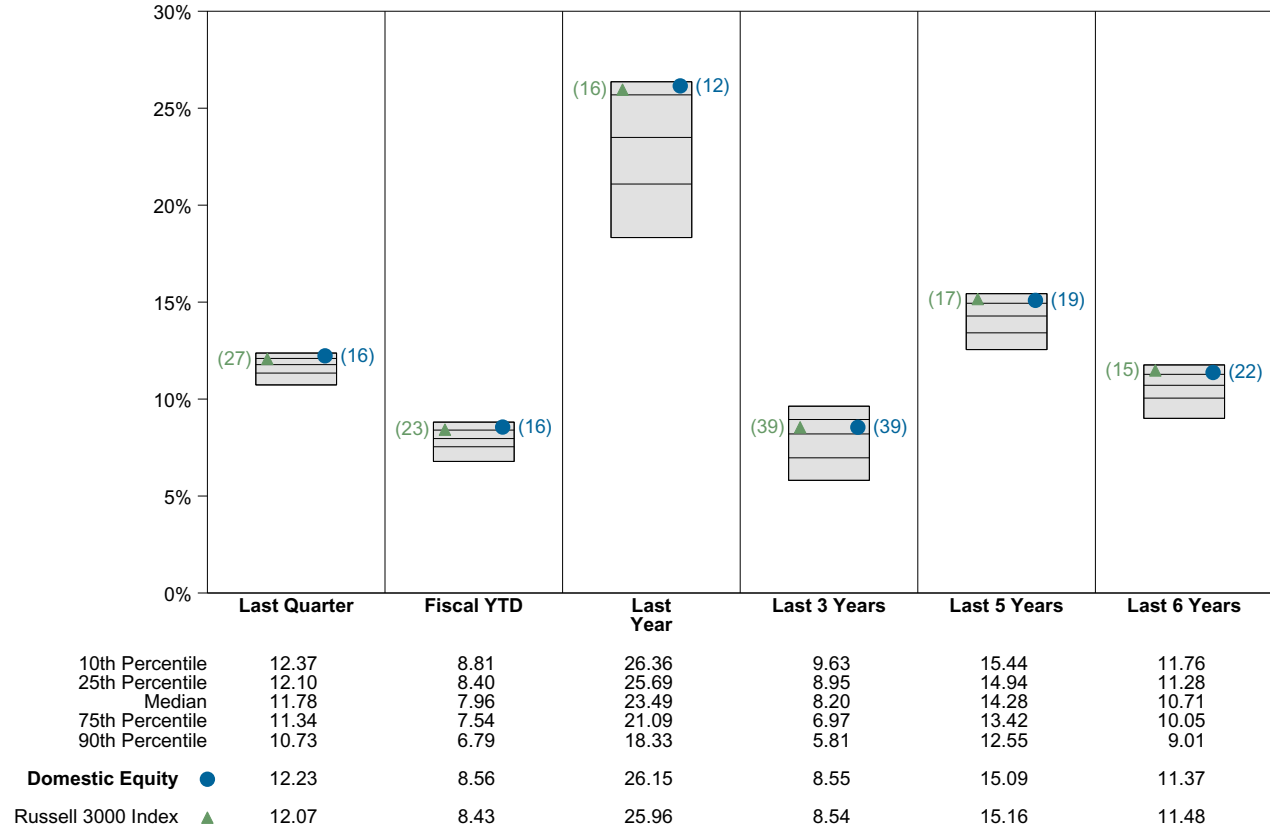 30%
25%
20%
15%
10%
5%
0%
(27) (16)
(23) (16)
(16) (12)
(39) (39)
(17) (19)
(15) (22)
Last Quarter Fiscal YTD Last Year Last 3 Years Last 5 Years Last 6 Years
10th Percentile 12.37 8.81 26.36 9.63 15.44 11.76
25th Percentile 12.10 8.40 25.69 8.95 14.94 11.28
Median 11.78 7.96 23.49 8.20 14.28 10.71
75th Percentile 11.34 7.54 21.09 6.97 13.42 10.05
90th Percentile 10.73 6.79 18.33 5.81 12.55 9.01
Domestic Equity 12.23 8.56 26.15 8.55 15.09 11.37
Russell 3000 Index 12.07 8.43 25.96 8.54 15.16 11.48